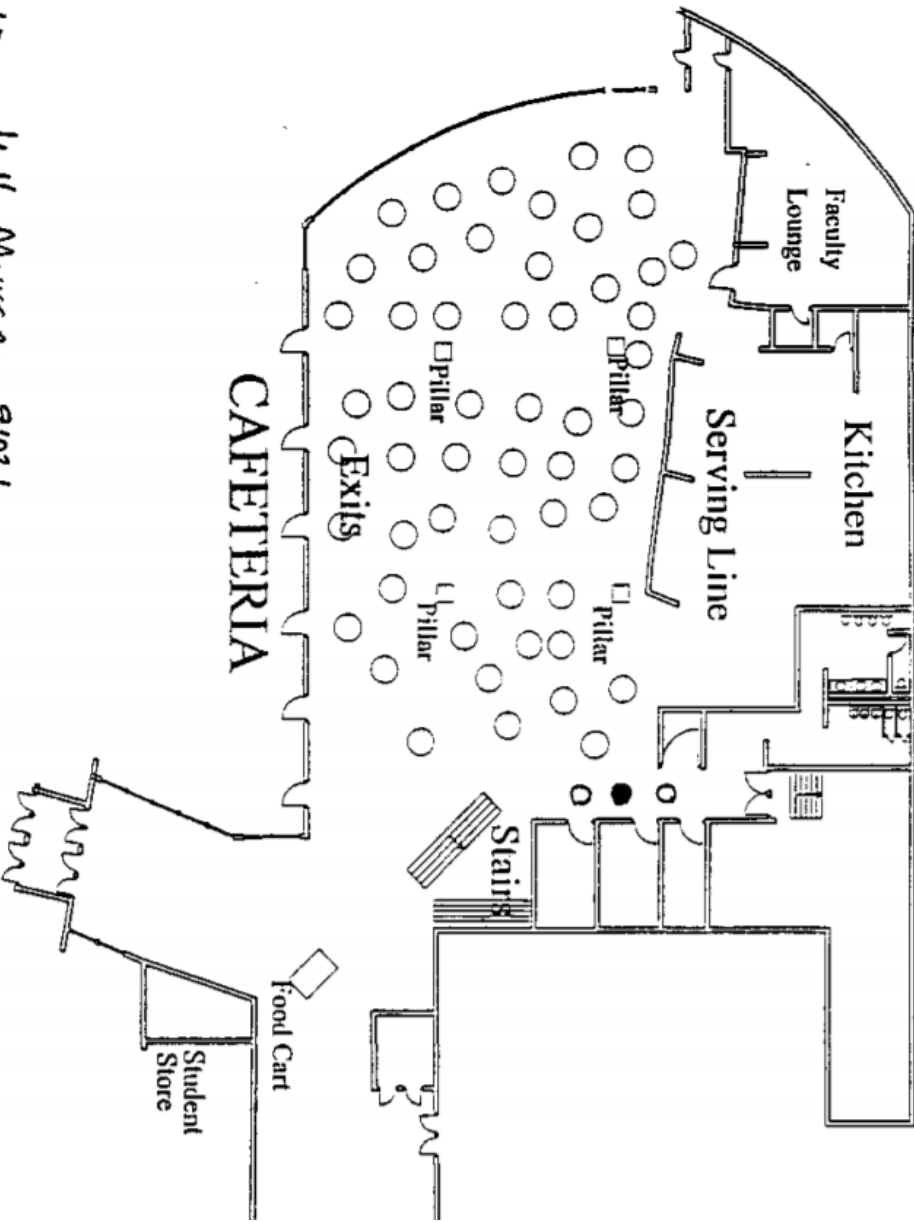 Faculty
Lounge
Kitchen
Serving Line
Pillar
Pillar
Pillar
Pillar
Exits
CAFETERIA
Stairs
Food Cart
Student
Store